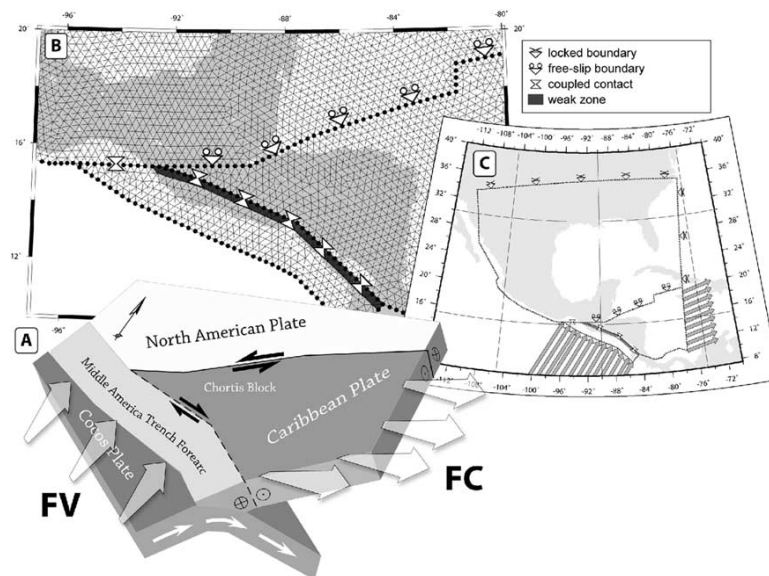 -96° -92° -88° -84° -80°
20° 20°
B
16°
12°
-96°
locked boundary
free-slip boundary
coupled contact
weak zone
C
-112° -108° -104° -100° -96° -92° -88° -84° -80° -76° -72°
40° 40°
36° 36°
32° 32°
28° 28°
24° 24°
20° 20°
16° 16°
12° 12°
8° 8°
-104° -100° -96° -92° -88° -84° -80° -76°
A
North American Plate
Chortis Block
Middle America Trench Forearc
Caribbean Plate
Cocos Plate
FV
FC